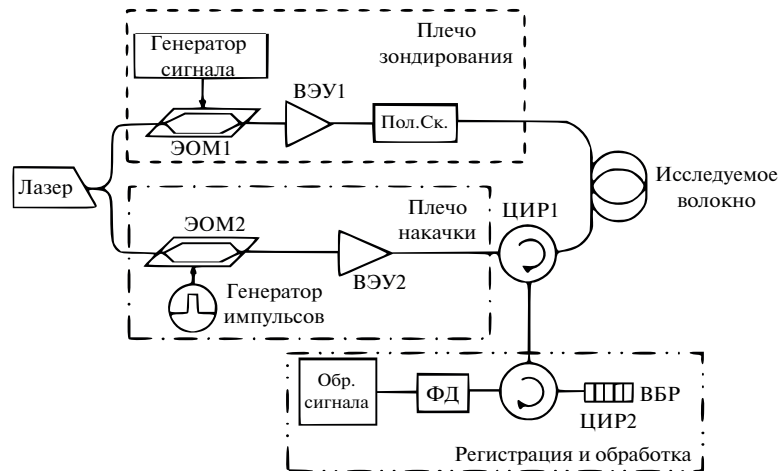 Генератор
сигнала
Плечо
зондирования
ВЭУ1
Пол.Ск.
ЭОМ1
Лазер
Исследуемое
волокно
ЭОМ2
Плечо
накачки
ЦИР1
ВЭУ2
Генератор
импульсов
Обр.
сигнала
ФД
ВБР
ЦИР2
Регистрация и обработка